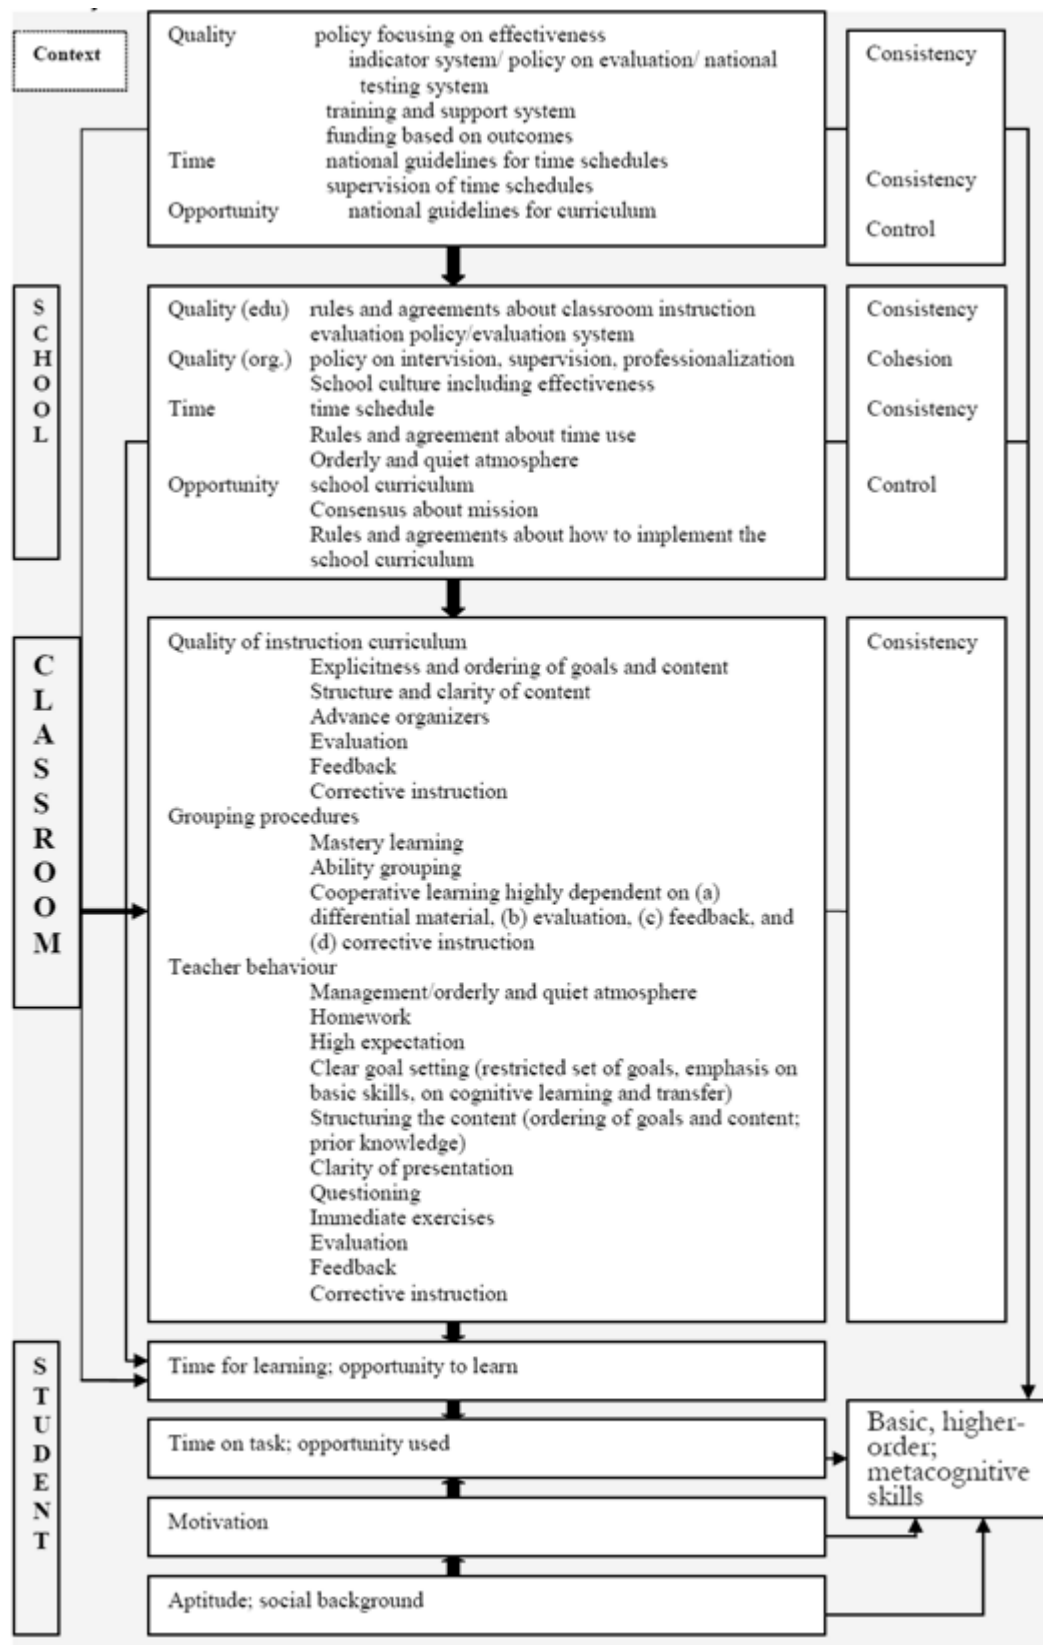 Context
Quality policy focusing on effectiveness
indicator system/ policy on evaluation/ national
testing system
training and support system
funding based on outcomes
Time national guidelines for time schedules
supervision of time schedules
Opportunity national guidelines for curriculum
Consistency
Consistency
Control
SCHOOL
Quality (edu) rules and agreements about classroom instruction
evaluation policy/evaluation system
Quality (org.) policy on intervision, supervision, professionalization
School culture including effectiveness
Time time schedule
Rules and agreement about time use
Orderly and quiet atmosphere
Opportunity school curriculum
Consensus about mission
Rules and agreements about how to implement the
school curriculum
Consistency
Cohesion
Consistency
Control
CLASSROOM
Quality of instruction curriculum
Explicitness and ordering of goals and content
Structure and clarity of content
Advance organizers
Evaluation
Feedback
Corrective instruction
Grouping procedures
Mastery learning
Ability grouping
Cooperative learning highly dependent on (a)
differential material, (b) evaluation, (c) feedback, and
(d) corrective instruction
Teacher behaviour
Management/orderly and quiet atmosphere
Homework
High expectation
Clear goal setting (restricted set of goals, emphasis on
basic skills, on cognitive learning and transfer)
Structuring the content (ordering of goals and content;
prior knowledge)
Clarity of presentation
Questioning
Immediate exercises
Evaluation
Feedback
Corrective instruction
Consistency
STUDENT
Time for learning; opportunity to learn
Time on task; opportunity used
Motivation
Aptitude; social background
Basic, higher-
order;
metacognitive
skills